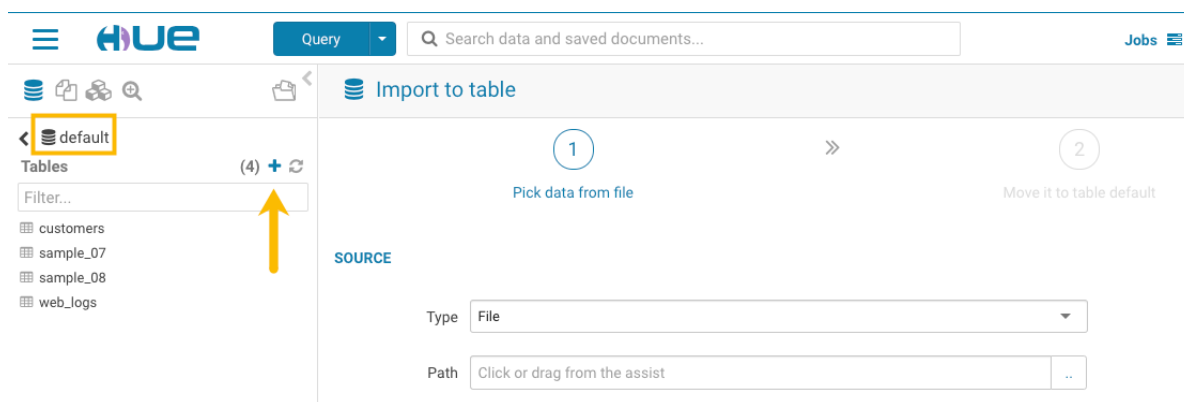 HUE
Query
Search data and saved documents...
Jobs
Import to table
default
Tables (4)
Filter...
customers
sample_07
sample_08
web_logs
1
2
Pick data from file
Move it to table default
SOURCE
Type File
Path Click or drag from the assist ..